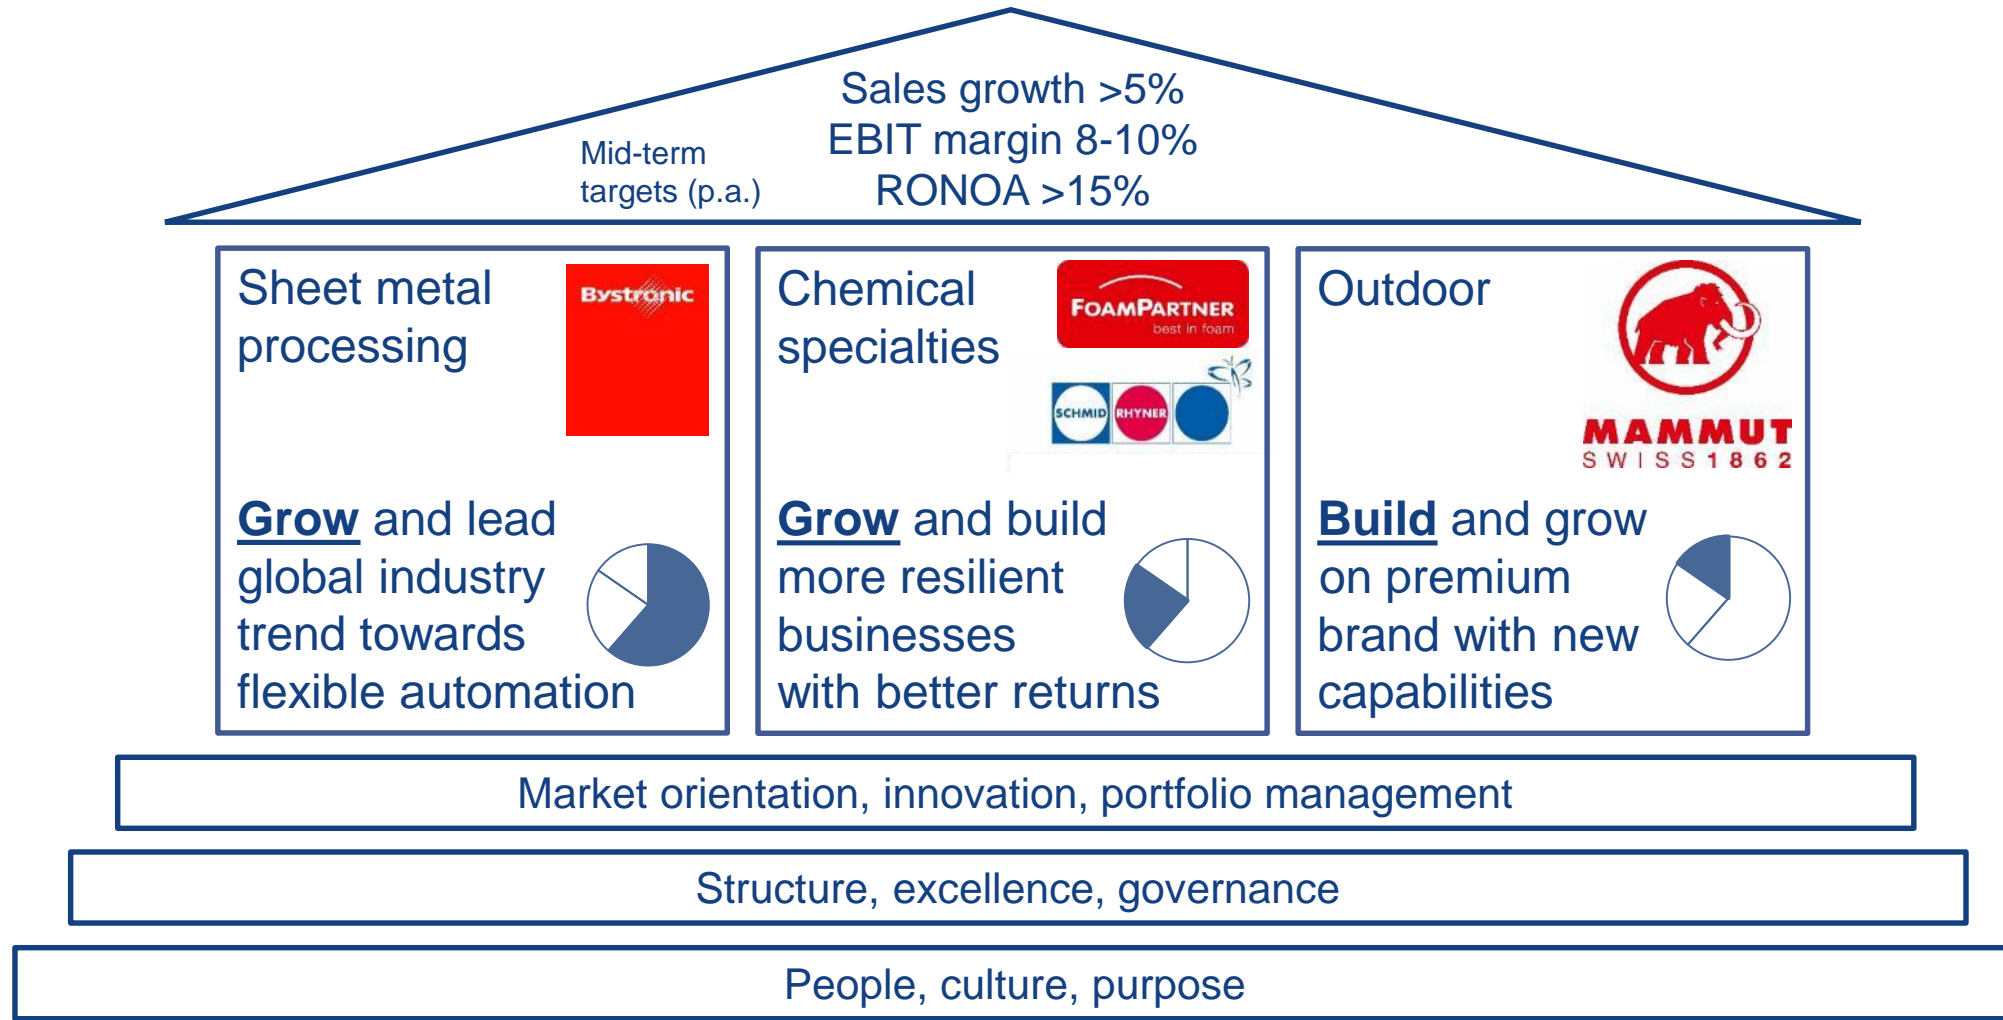 Sales growth >5%
EBIT margin 8-10%
RONOA >15%
Mid-term
targets (p.a.)
Sheet metal
processing
Bystronic
Grow and lead
global industry
trend towards
flexible automation
Chemical
specialties
FOAMPARTNER
best in foam
SCHMID RHYNER
Grow and build
more resilient
businesses
with better returns
Outdoor
MAMMUT
SWISS 1862
Build and grow
on premium
brand with new
capabilities
Market orientation, innovation, portfolio management
Structure, excellence, governance
People, culture, purpose